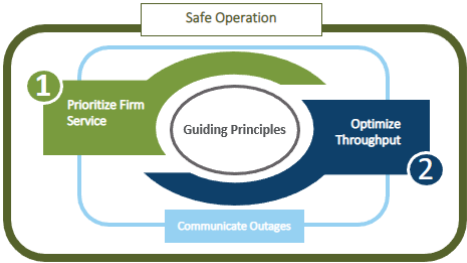 Safe Operation
1
Prioritize Firm
Service
Guiding Principles
Optimize
Throughput
2
Communicate Outages